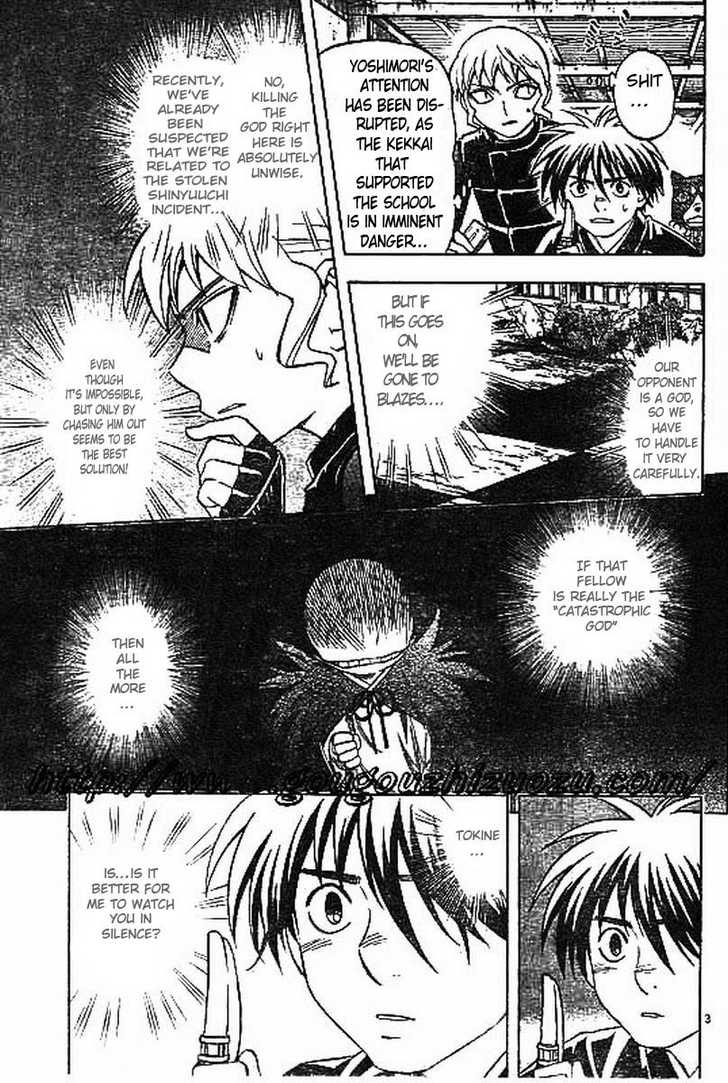 SHIT
...
YOSHIMORI'S
ATTENTION
HAS BEEN DIS-
RUPTED, AS
THE KEKKAI
THAT
SUPPORTED
THE SCHOOL
IS IN IMMINENT
DANGER...
NO,
KILLING
THE
GOD RIGHT
HERE IS
ABSOLUTELY
UNWISE.
RECENTLY,
WE'VE
ALREADY
BEEN
SUSPECTED
THAT WE'RE
RELATED TO
THE STOLEN
SHINYUUCHI
INCIDENT...
OUR
OPPONENT
IS A GOD,
SO WE
HAVE
TO HANDLE
IT VERY
CAREFULLY.
BUT IF
THIS GOES
ON,
WE'LL BE
GONE TO
BLAZES....
EVEN
THOUGH
IT'S IMPOSSIBLE,
BUT ONLY BY
CHASING HIM OUT
SEEMS TO BE
THE BEST
SOLUTION!
IF THAT
FELLOW
IS REALLY THE
"CATASTROPHIC
GOD"
THEN
ALL
THE
MORE
...
TOKINE
...
IS...IS IT
BETTER FOR
ME TO WATCH
YOU IN
SILENCE?
3